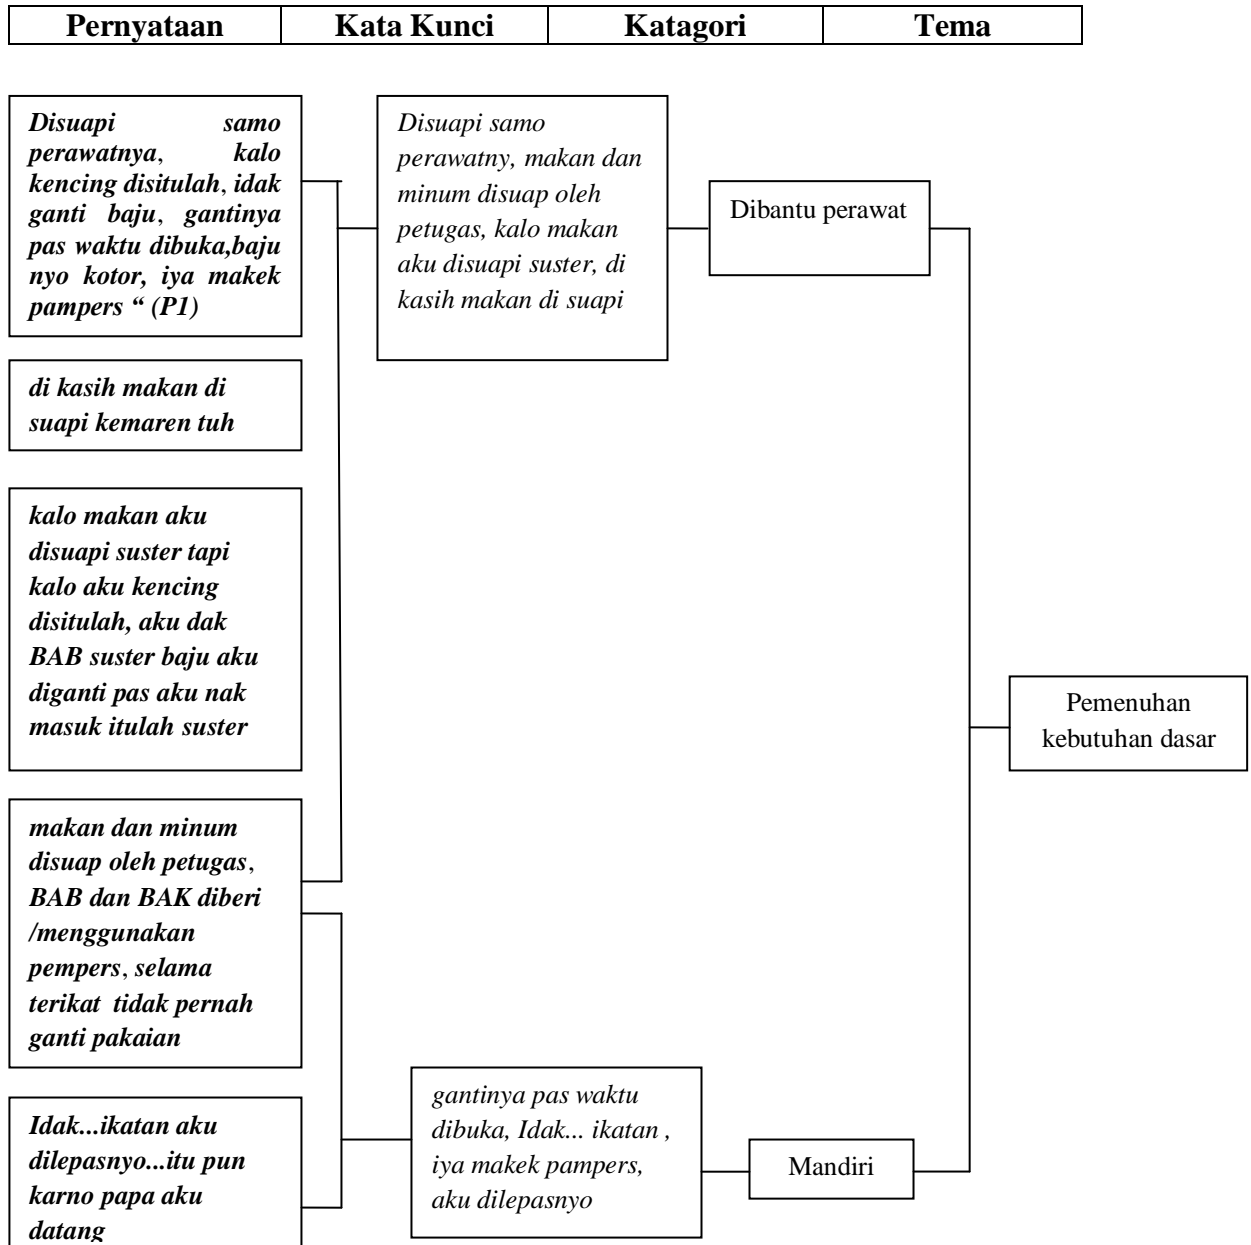 Pernyataan Kata Kunci Katagori Tema
Disuapi samo
perawatnya, kalo
kencing disitulah, idak
ganti baju, gantinya
pas waktu dibuka,baju
nyo kotor, iya makek
pampers “ (P1)
Disuapi samo
perawatny, makan dan
minum disuap oleh
petugas, kalo makan
aku disuapi suster, di
kasih makan di suapi
Dibantu perawat
di kasih makan di
suapi kemaren tuh
kalo makan aku
disuapi suster tapi
kalo aku kencing
disitulah, aku dak
BAB suster baju aku
diganti pas aku nak
masuk itulah suster
Pemenuhan
kebutuhan dasar
makan dan minum
disuap oleh petugas,
BAB dan BAK diberi
/menggunakan
pempers, selama
terikat tidak pernah
ganti pakaian
gantinya pas waktu
dibuka, Idak... ikatan ,
iya makek pampers,
aku dilepasnyo
Mandiri
Idak...ikatan aku
dilepasnyo...itu pun
karno papa aku
datang